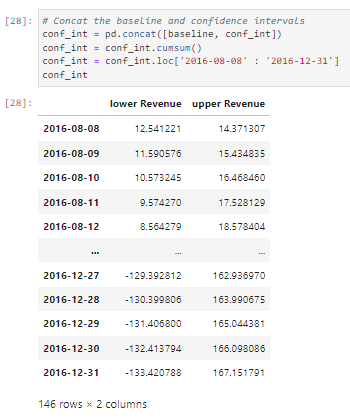 [28]: # Concat the baseline and confidence intervals
conf_int = pd.concat([baseline, conf_int])
conf_int = conf_int.cumsum()
conf_int = conf_int.loc['2016-08-08' : '2016-12-31']
conf_int
[28]: lower Revenue upper Revenue
2016-08-08 12.541221 14.371307
2016-08-09 11.590576 15.434835
2016-08-10 10.573245 16.468460
2016-08-11 9.574270 17.528129
2016-08-12 8.564279 18.578404
... ... ...
2016-12-27 -129.392812 162.936970
2016-12-28 -130.399806 163.990675
2016-12-29 -131.406800 165.044381
2016-12-30 -132.413794 166.098086
2016-12-31 -133.420788 167.151791
146 rows × 2 columns